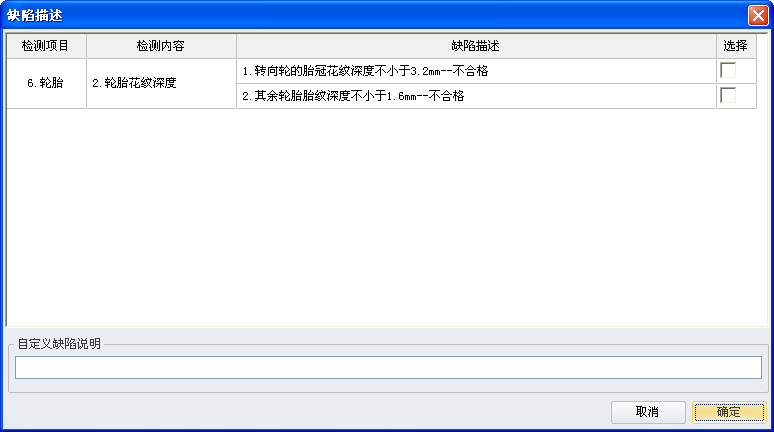 缺陷描述
检测项目 检测内容 缺陷描述 选择
6.轮胎 2.轮胎花纹深度 1.转向轮的胎冠花纹深度不小于3.2mm--不合格
2.其余轮胎胎纹深度不小于1.6mm--不合格
自定义缺陷说明
取消 确定